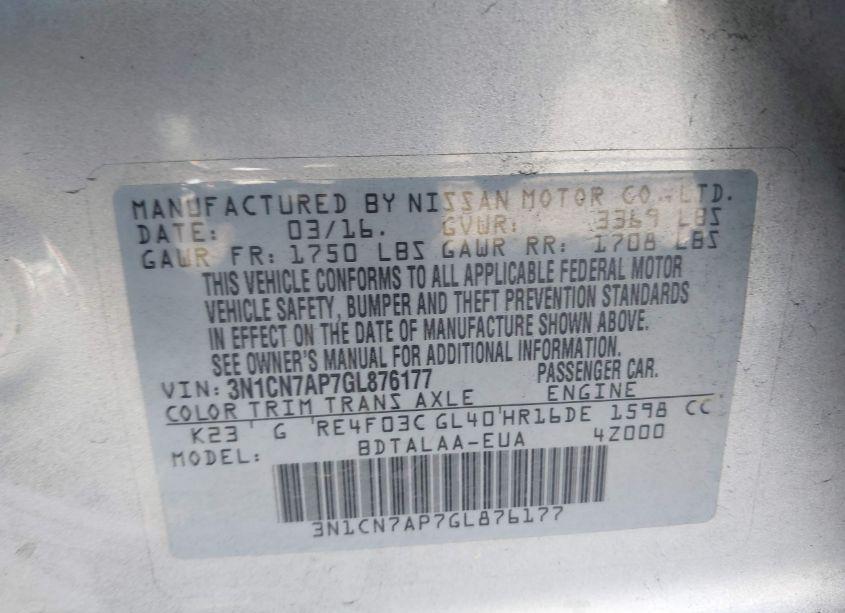 MANUFACTURED BY NISSAN MOTOR CO.,LTD.
DATE: 03/16. GVWR: 3369 LBS
GAWR FR: 1750 LBS GAWR RR: 1708 LBS
THIS VEHICLE CONFORMS TO ALL APPLICABLE FEDERAL MOTOR
VEHICLE SAFETY, BUMPER AND THEFT PREVENTION STANDARDS
IN EFFECT ON THE DATE OF MANUFACTURE SHOWN ABOVE.
SEE OWNER'S MANUAL FOR ADDITIONAL INFORMATION.
VIN: 3N1CN7AP7GL876177 PASSENGER CAR.
COLOR TRIM TRANS AXLE ENGINE
K23 G RE4F03C GL40 HR16DE 1598 CC
MODEL: BDTALAA-EUA 4Z000
3N1CN7AP7GL876177